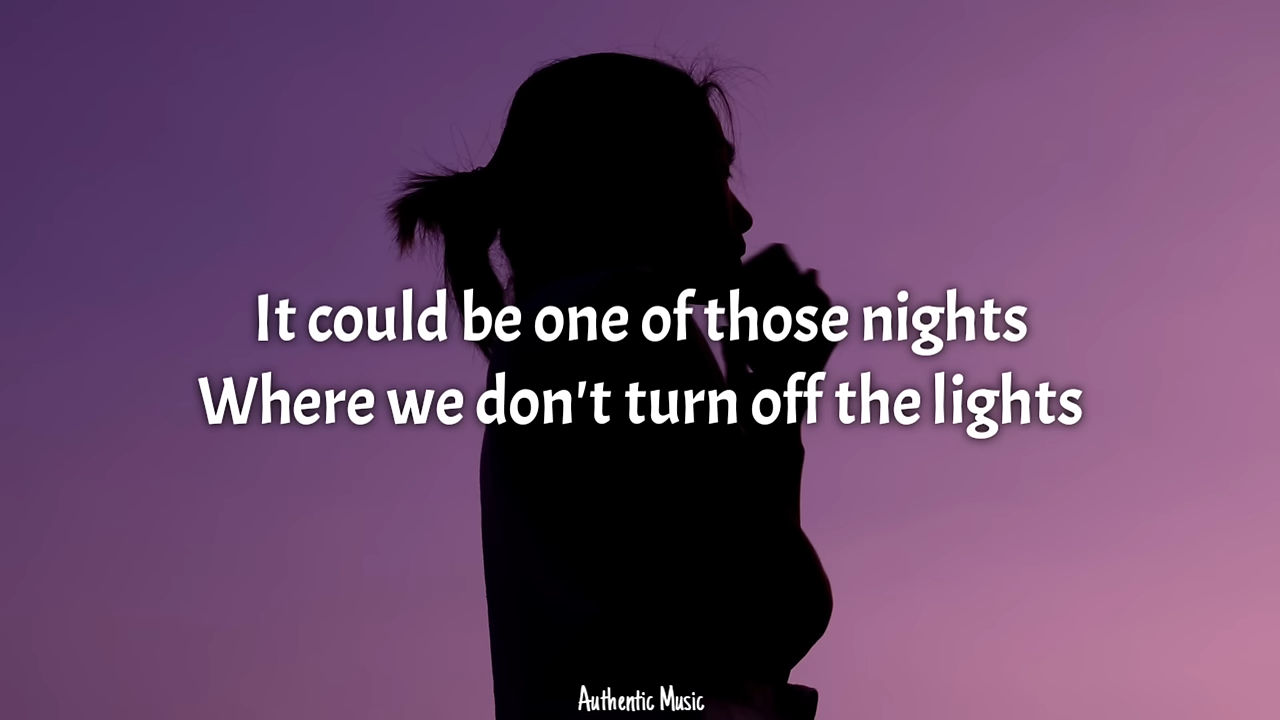 It could be one of those nights
Where we don't turn off the lights
Authentic Music